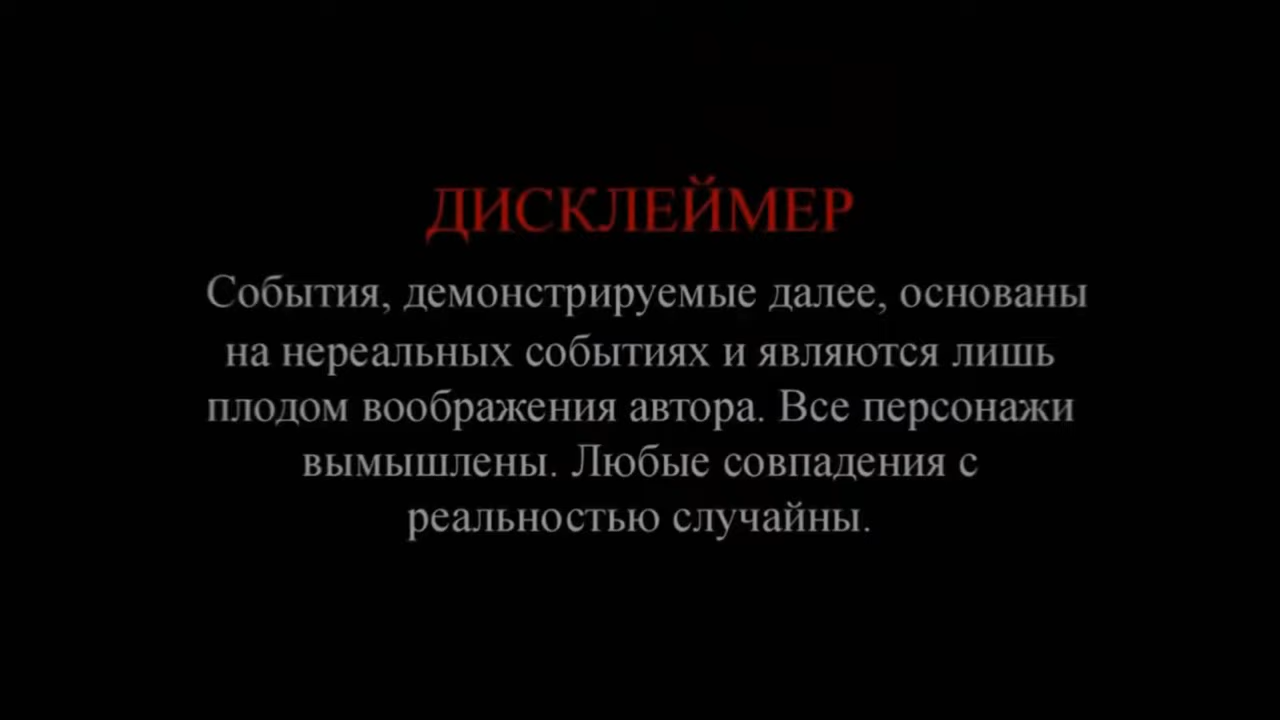 ДИСКЛЕЙМЕР
События, демонстрируемые далее, основаны
на нереальных событиях и являются лишь
плодом воображения автора. Все персонажи
вымышлены. Любые совпадения с
реальностью случайны.